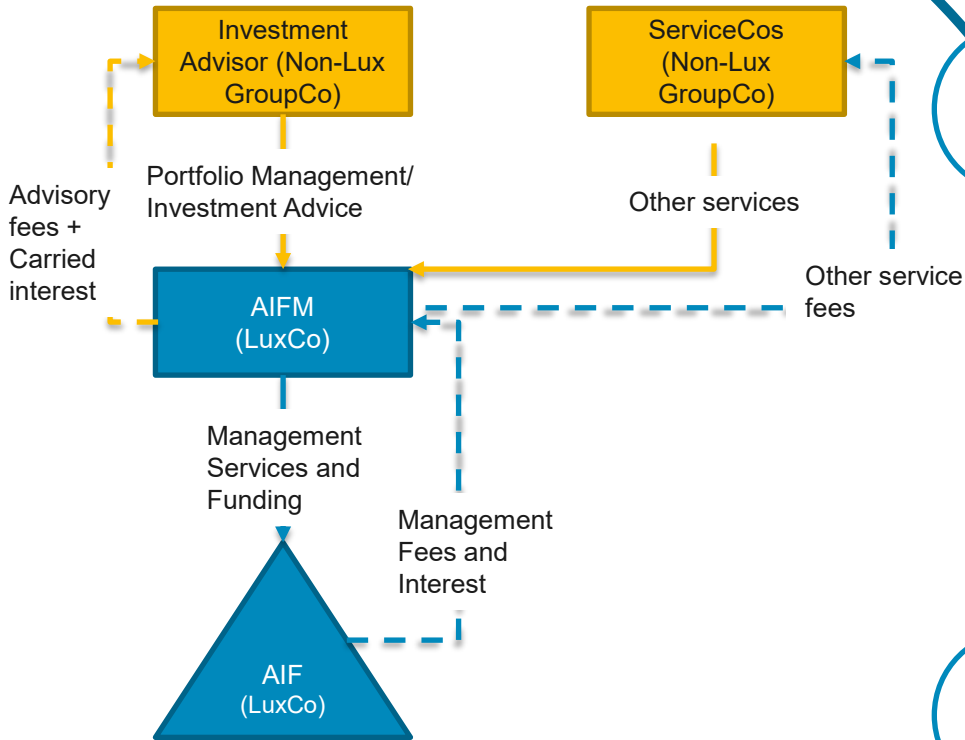 Investment
Advisor (Non-Lux
GroupCo)
ServiceCos
(Non-Lux
GroupCo)
Advisory
fees +
Carried
interest
Portfolio Management/
Investment Advice
Other services
Other service
fees
AIFM
(LuxCo)
Management
Services and
Funding
Management
Fees and
Interest
AIF
(LuxCo)